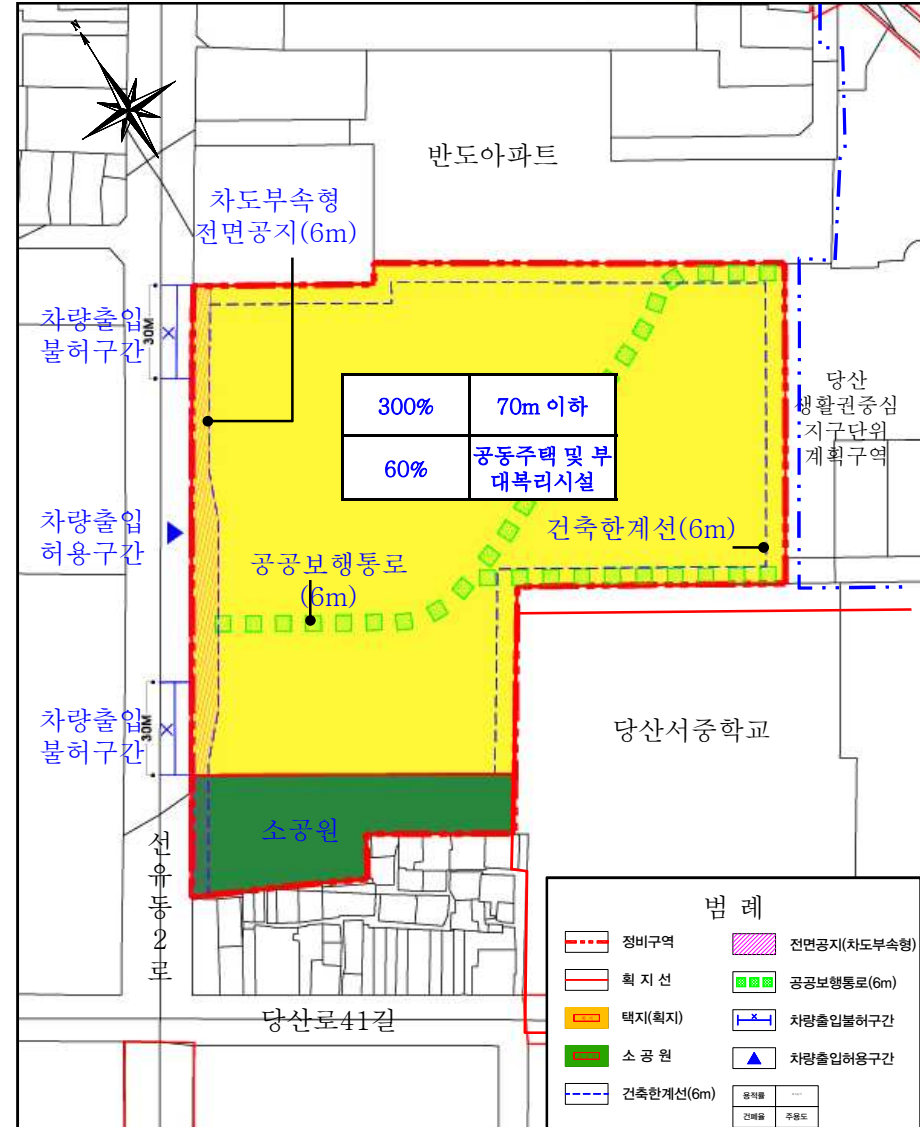 N
반도아파트
차도부속형
전면공지(6m)
차량출입
불허구간
30M
300%
70m 이하
60%
공동주택 및 부
대복리시설
당산
생활권중심
지구단위
계획구역
차량출입
허용구간
건축한계선(6m)
공공보행통로
(6m)
차량출입
불허구간
30M
당산서중학교
소공원
선유동2로
당산로41길
범 례
정비구역
전면공지(차도부속형)
획 지 선
공공보행통로(6m)
택지(획지)
차량출입불허구간
소 공 원
차량출입허용구간
건축한계선(6m)
용적률
건폐율
주용도